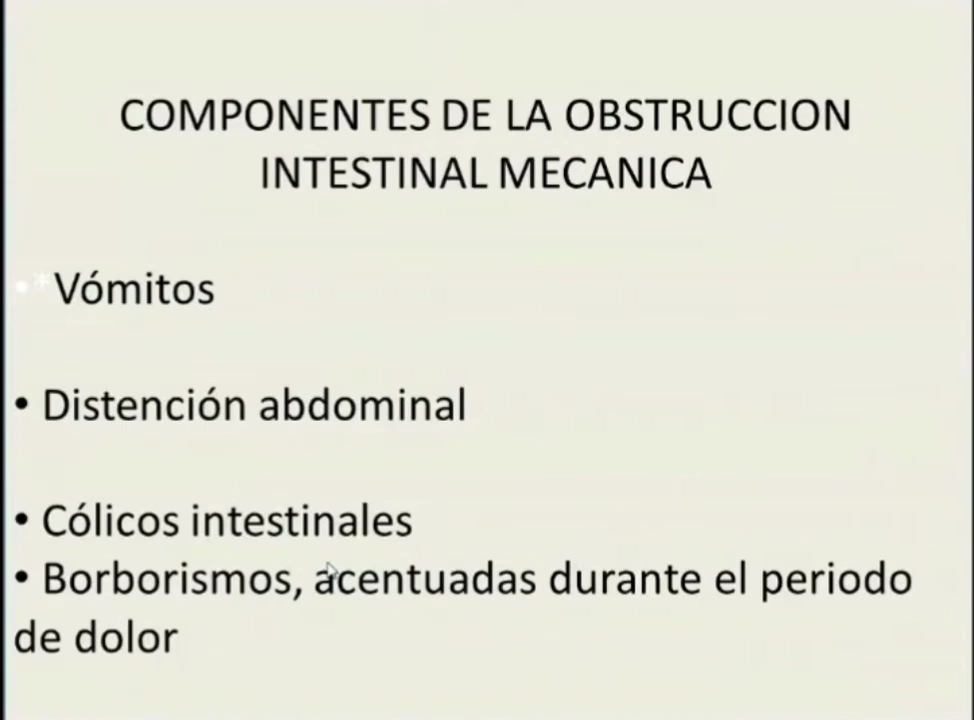 COMPONENTES DE LA OBSTRUCCION
INTESTINAL MECANICA
• * Vómitos
• Distención abdominal
• Cólicos intestinales
• Borborismos, acentuadas durante el periodo
de dolor